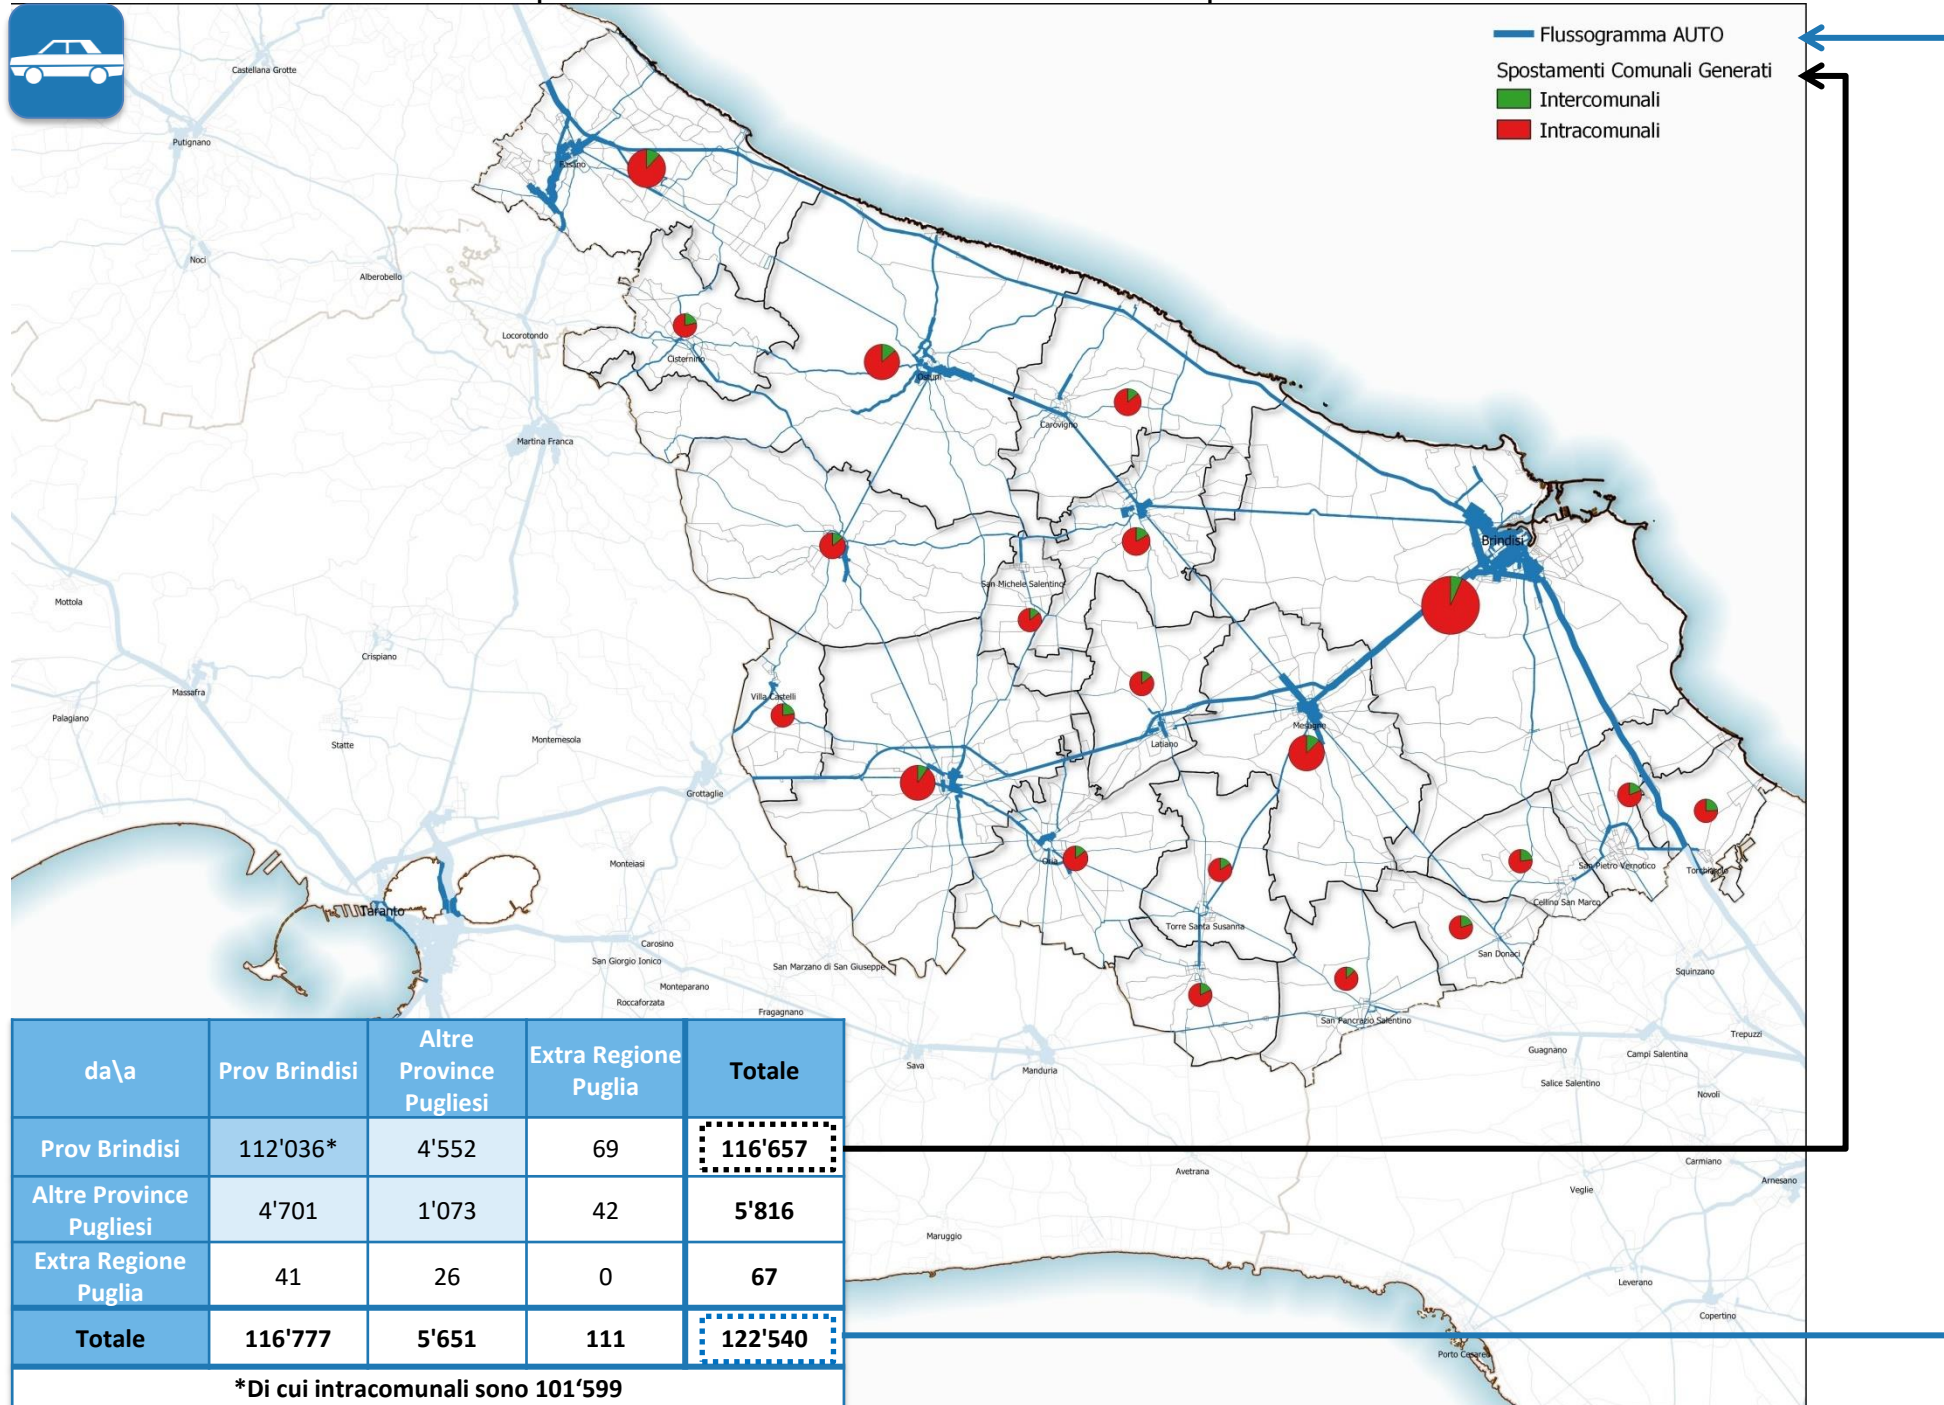 Flussogramma AUTO
Spostamenti Comunali Generati
Intercomunali
Intracomunali
Castellana Grotte
Putignano
Fasano
Noci
Alberobello
Locorotondo
Cisternino
Ostuni
Carovigno
Martina Franca
Brindisi
San Michele Salentino
Mottola
Crispiano
Massafra
Villa Castelli
Palagiano
Statte
Montemesola
Latiano
Mesagne
Grottaglie
Monteiasi
Oria
San Pietro Vernotico
Torchiarolo
Cellino San Marco
Taranto
Torre Santa Susanna
Carosino
San Giorgio Ionico
San Marzano di San Giuseppe
San Donaci
Squinzano
Monteparano
Roccaforzata
Fragagnano
San Pancrazio Salentino
Trepuzzi
Guagnano
Campi Salentina
Sava
Manduria
Salice Salentino
Novoli
Avetrana
Carmiano
Veglie
Arnesano
Maruggio
Leverano
Copertino
Porto Cesareo
da\a Prov Brindisi Altre Province Pugliesi Extra Regione Puglia Totale
Prov Brindisi 112'036* 4'552 69 116'657
Altre Province Pugliesi 4'701 1'073 42 5'816
Extra Regione Puglia 41 26 0 67
Totale 116'777 5'651 111 122'540
*Di cui intracomunali sono 101‘599